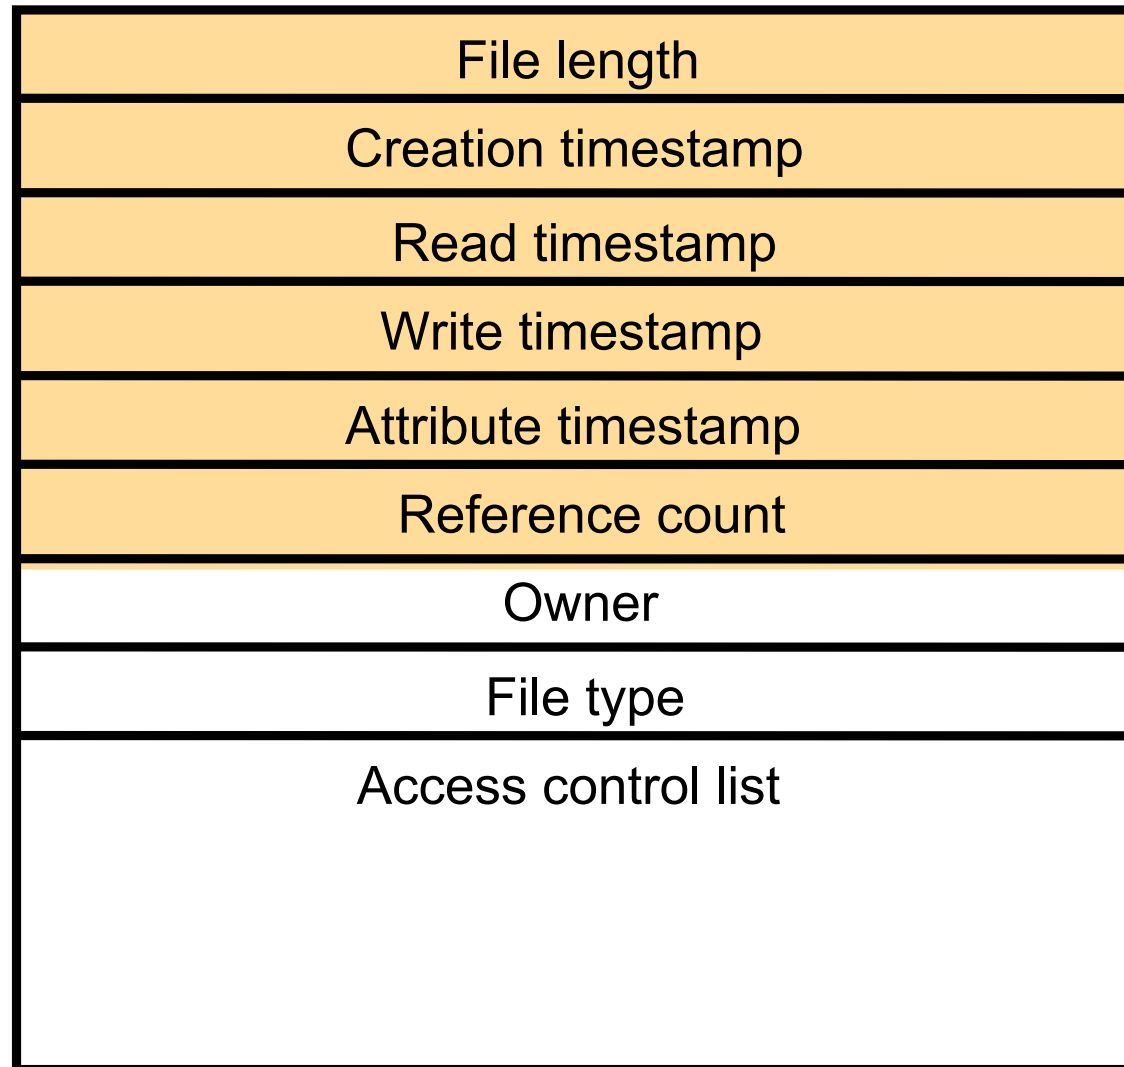 File length
Creation timestamp
Read timestamp
Write timestamp
Attribute timestamp
Reference count
Owner
File type
Access control list